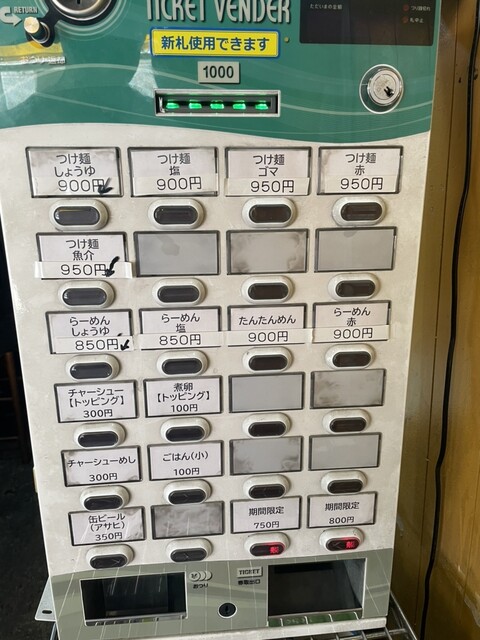 RETURN
TICKET VENDER
新札使用できます
1000
つけ麺
しょうゆ
900円
つけ麺
塩
900円
つけ麺
ゴマ
950円
つけ麺
赤
950円
つけ麺
魚介
950円
らーめん
しょうゆ
850円
らーめん
塩
850円
たんたんめん
900円
らーめん
赤
900円
チャーシュー
【トッピング】
300円
煮卵
【トッピング】
100円
チャーシューめし
300円
ごはん(小)
100円
缶ビール
(アサヒ)
350円
期間限定
750円
期間限定
800円
おつり
TICKET
券取出口